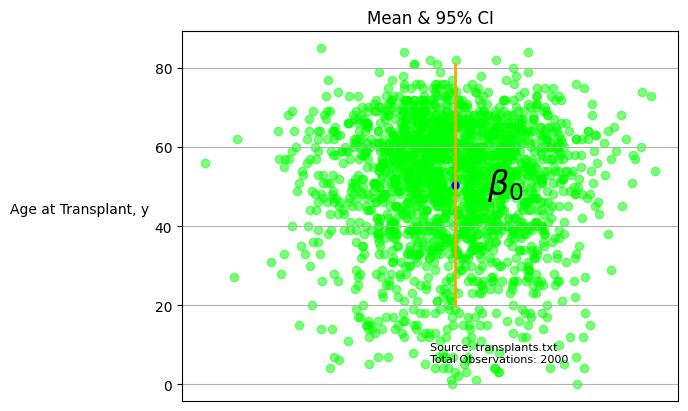 Mean & 95% CI
80
60
β0
Age at Transplant, y
40
20
Source: transplants.txt
Total Observations: 2000
0